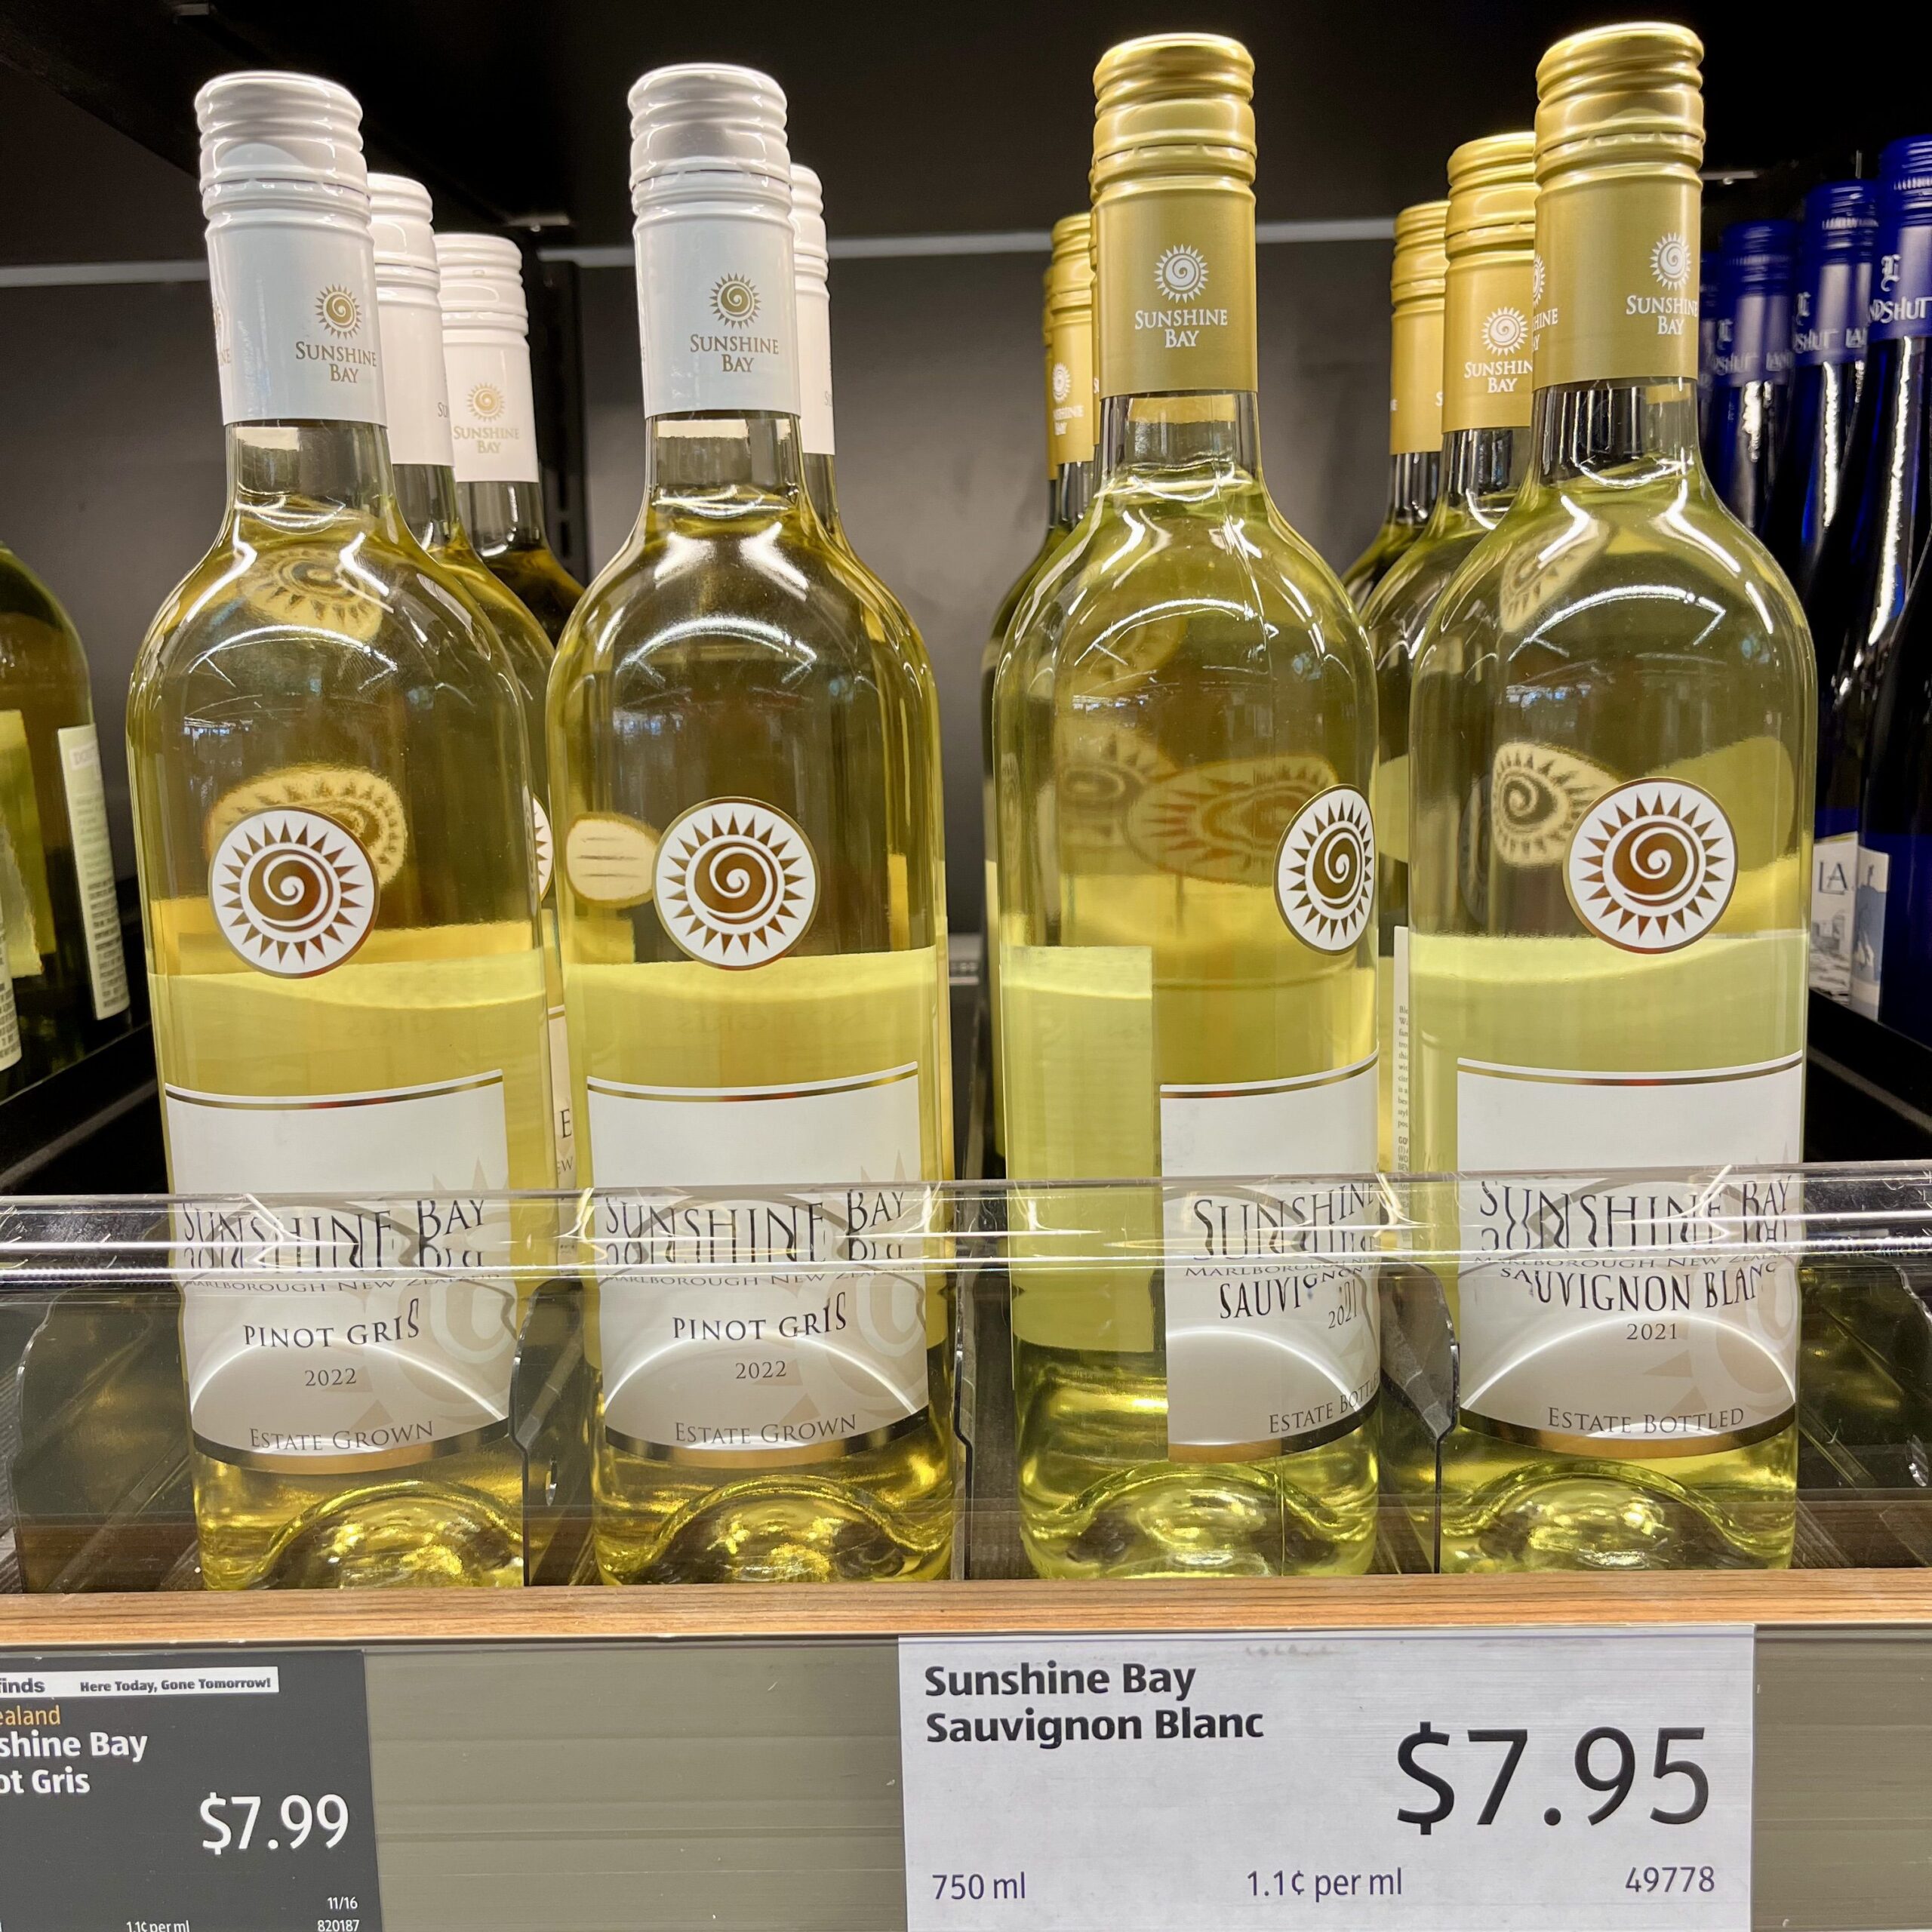 SUNSHINE
BAY
SUNSHINE
BAY
SUNSHINE
BAY
SUNSHINE
BAY
SUNSHINE
BAY
SUNSHINE
BAY
SUNSHINE BAY
MARLBOROUGH NEW ZEALAND
PINOT GRIS
2022
ESTATE GROWN
SUNSHINE BAY
MARLBOROUGH NEW ZEALAND
PINOT GRIS
2022
ESTATE GROWN
SUNSHINE
SAUVIGNON
2021
ESTATE
SUNSHINE BAY
MARLBOROUGH NEW ZEALAND
SAUVIGNON BLANC
2021
ESTATE BOTTLED
finds Here Today, Gone Tomorrow!
ealand
shine Bay
ot Gris
$7.99
11/16
1.1¢ per ml 820187
Sunshine Bay
Sauvignon Blanc
$7.95
750 ml 1.1¢ per ml 49778